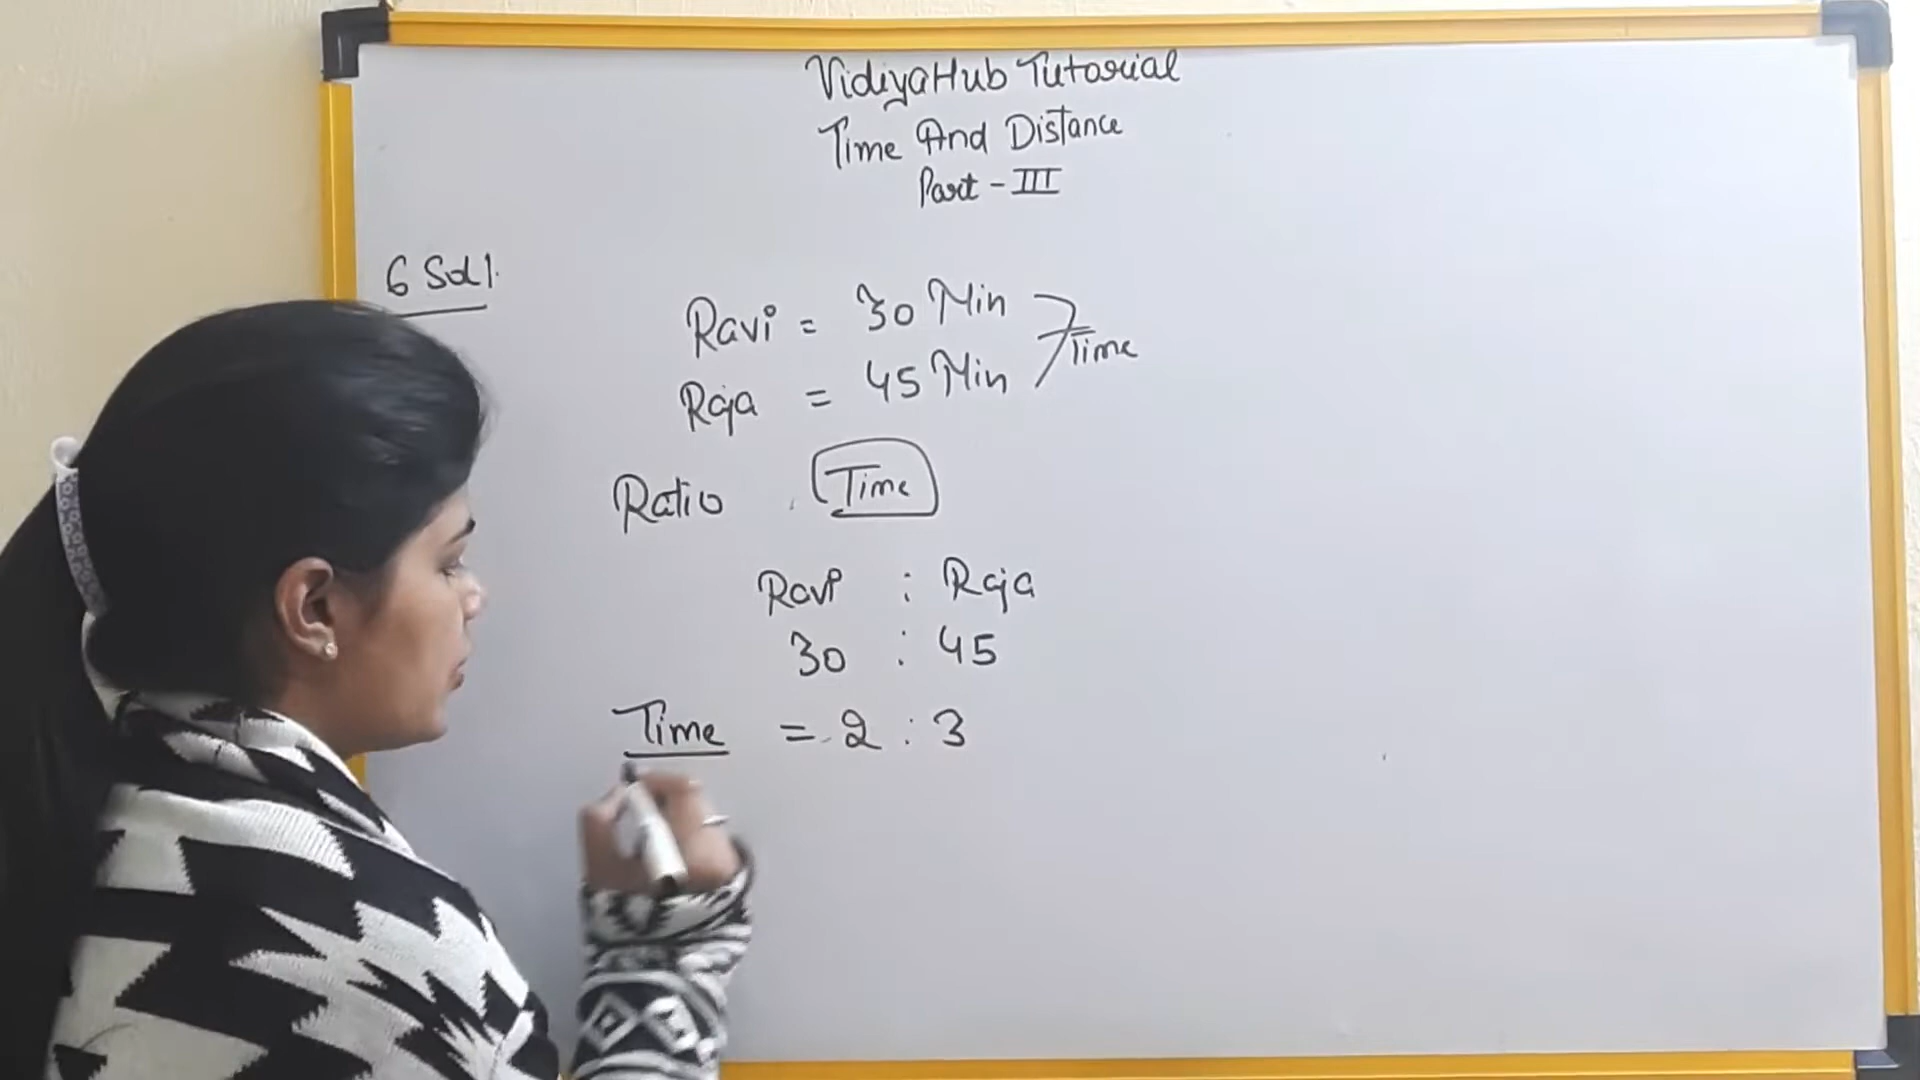 VidiyaHub Tutorial
Time And Distance
Part - III
6 Sol.
Ravi = 30 Min
Raja = 45 Min
Time
Ratio Time
Ravi : Raja
30 : 45
Time = 2 : 3